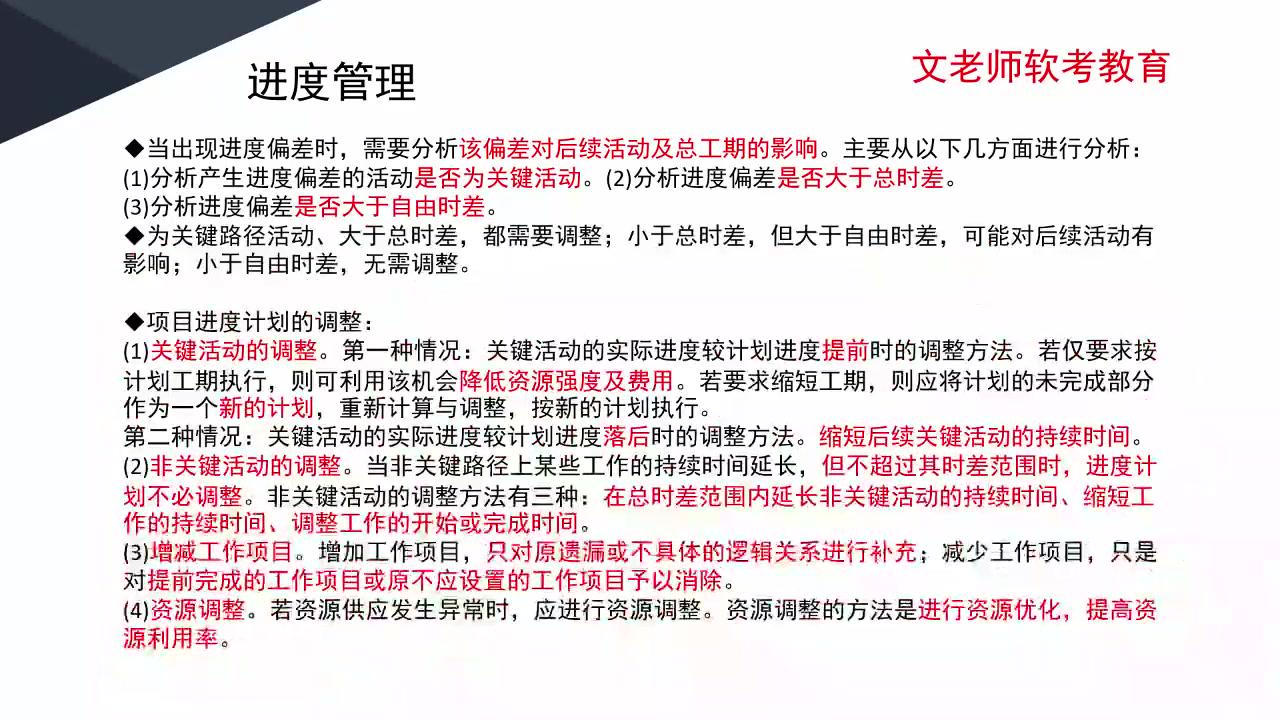 进度管理
文老师软考教育
◆当出现进度偏差时，需要分析该偏差对后续活动及总工期的影响。主要从以下几方面进行分析：
(1)分析产生进度偏差的活动是否为关键活动。(2)分析进度偏差是否大于总时差。
(3)分析进度偏差是否大于自由时差。
◆为关键路径活动、大于总时差，都需要调整；小于总时差，但大于自由时差，可能对后续活动有
影响；小于自由时差，无需调整。
◆项目进度计划的调整：
(1)关键活动的调整。第一种情况：关键活动的实际进度较计划进度提前时的调整方法。若仅要求按
计划工期执行，则可利用该机会降低资源强度及费用。若要求缩短工期，则应将计划的未完成部分
作为一个新的计划，重新计算与调整，按新的计划执行。
第二种情况：关键活动的实际进度较计划进度落后时的调整方法。缩短后续关键活动的持续时间。
(2)非关键活动的调整。当非关键路径上某些工作的持续时间延长，但不超过其时差范围时，进度计
划不必调整。非关键活动的调整方法有三种：在总时差范围内延长非关键活动的持续时间、缩短工
作的持续时间、调整工作的开始或完成时间。
(3)增减工作项目。增加工作项目，只对原遗漏或不具体的逻辑关系进行补充；减少工作项目，只是
对提前完成的工作项目或原不应设置的工作项目予以消除。
(4)资源调整。若资源供应发生异常时，应进行资源调整。资源调整的方法是进行资源优化，提高资
源利用率。